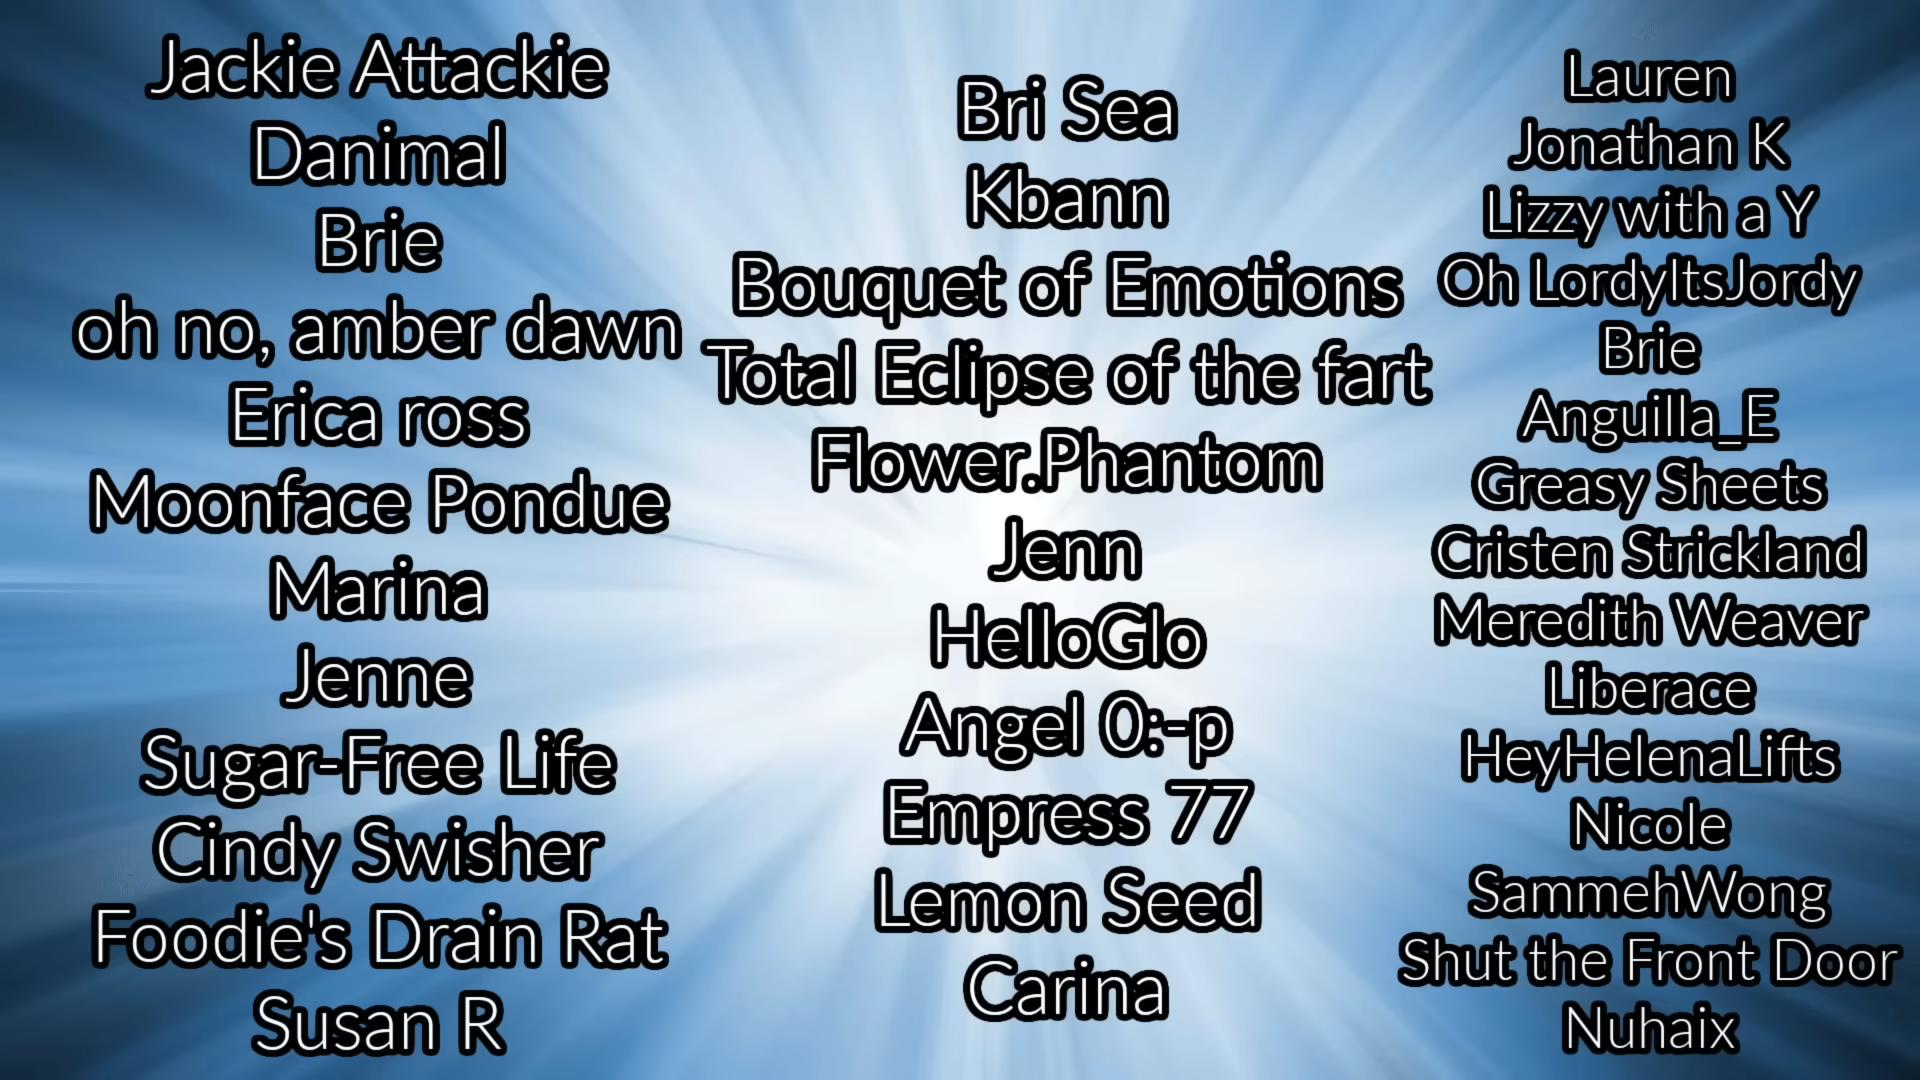 Jackie Attackie
Danimal
Brie
oh no, amber dawn
Erica ross
Moonface Pondue
Marina
Jenne
Sugar-Free Life
Cindy Swisher
Foodie's Drain Rat
Susan R
Bri Sea
Kbann
Bouquet of Emotions
Total Eclipse of the fart
Flower.Phantom
Jenn
HelloGlo
Angel 0:-p
Empress 77
Lemon Seed
Carina
Lauren
Jonathan K
Lizzy with a Y
Oh LordyItsJordy
Brie
Anguilla_E
Greasy Sheets
Cristen Strickland
Meredith Weaver
Liberace
HeyHelenaLifts
Nicole
SammehWong
Shut the Front Door
Nuhaix